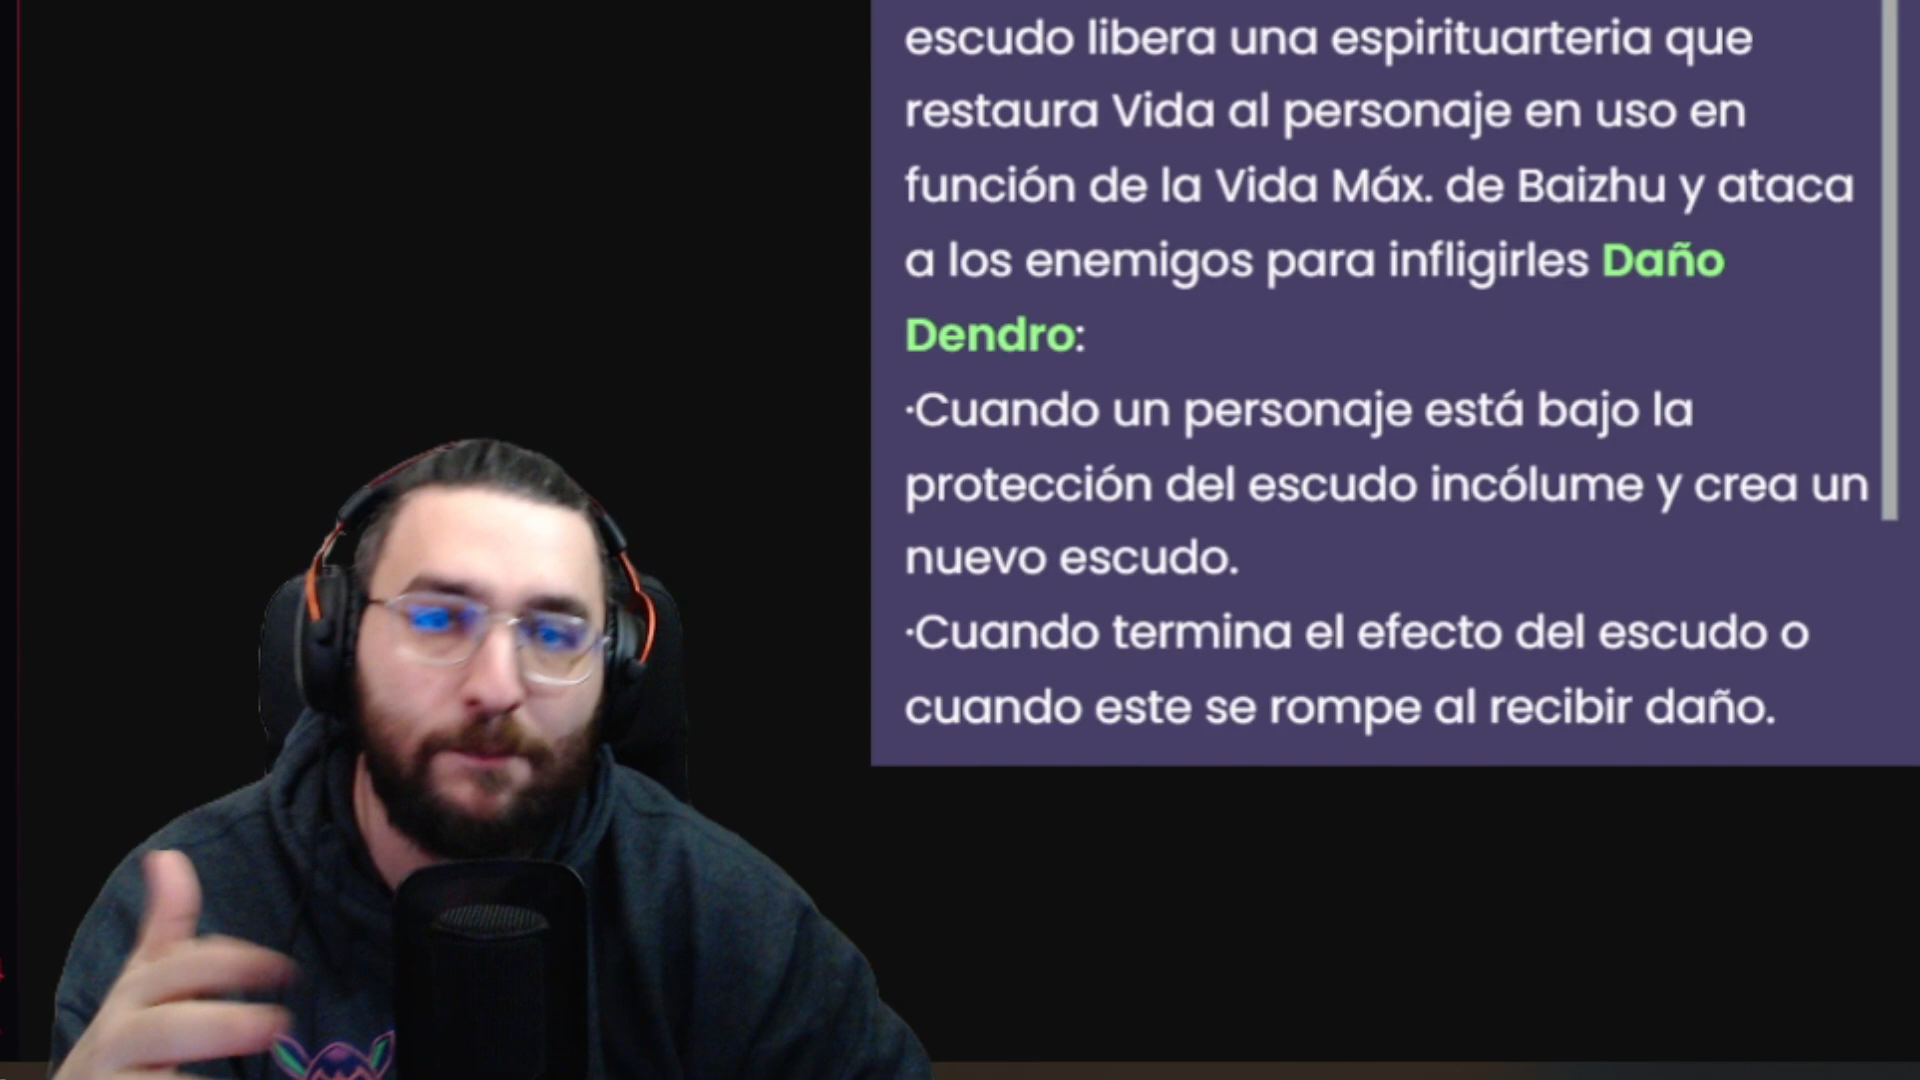 escudo libera una espirituarteria que
restaura Vida al personaje en uso en
función de la Vida Máx. de Baizhu y ataca
a los enemigos para infligirles Daño
Dendro:
·Cuando un personaje está bajo la
protección del escudo incólume y crea un
nuevo escudo.
·Cuando termina el efecto del escudo o
cuando este se rompe al recibir daño.